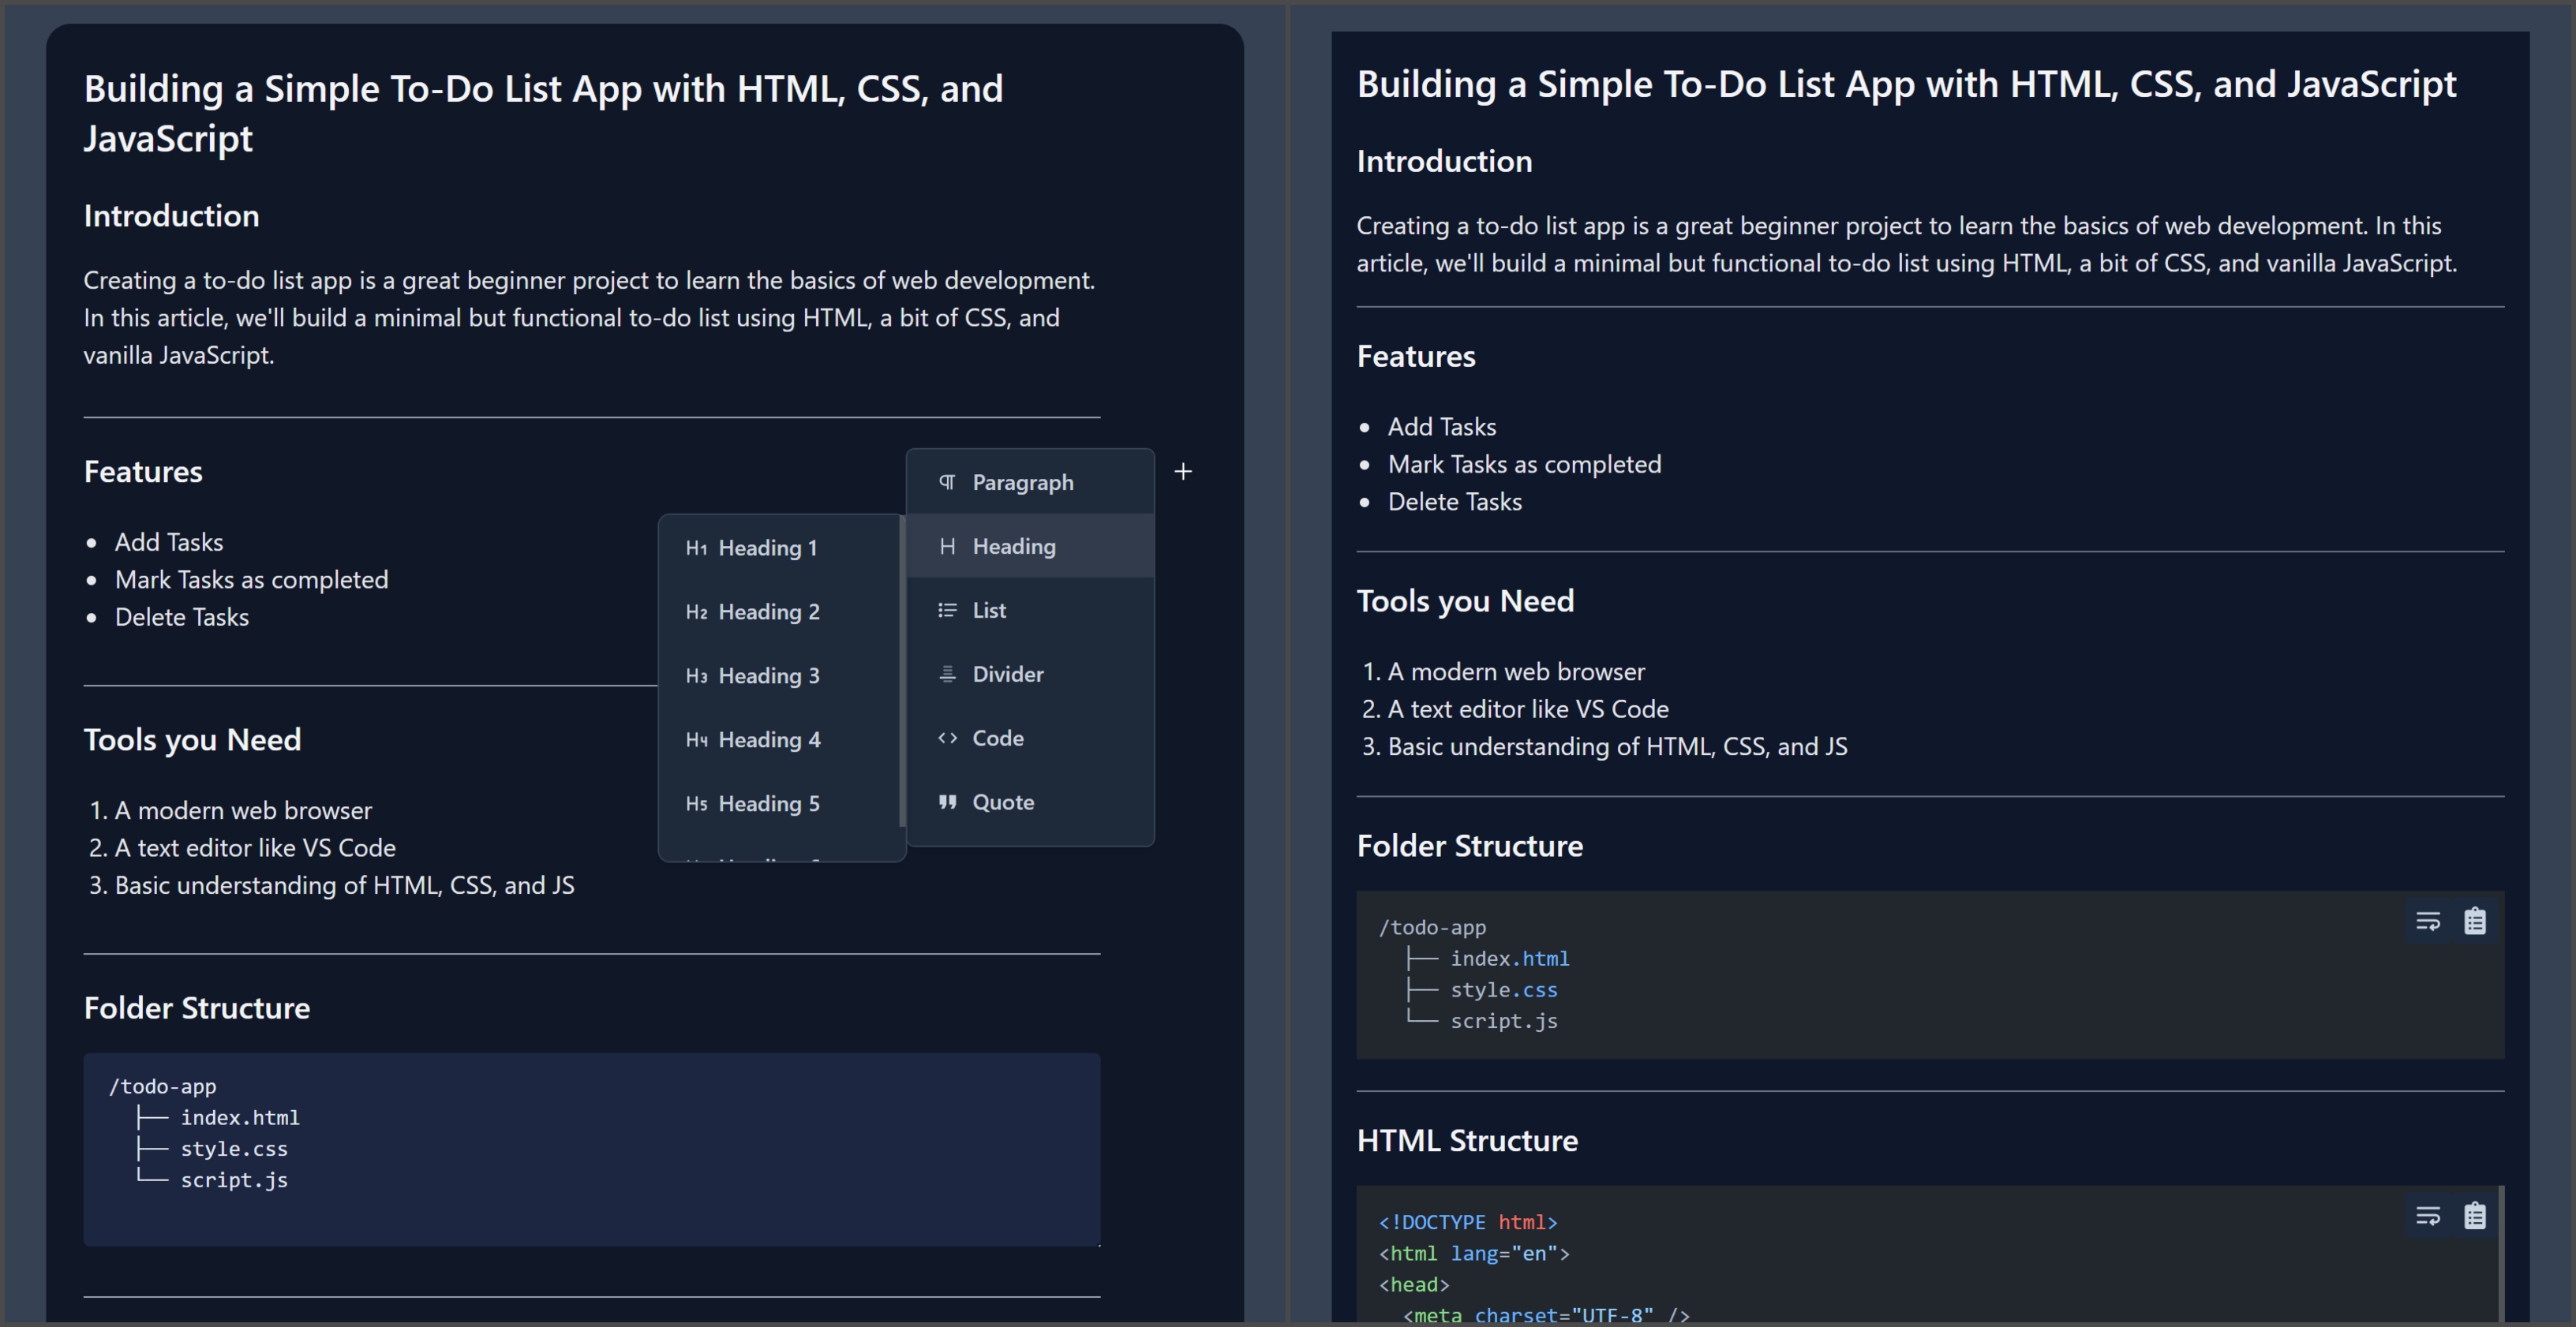 Building a Simple To-Do List App with HTML, CSS, and
JavaScript
Introduction
Creating a to-do list app is a great beginner project to learn the basics of web development.
In this article, we'll build a minimal but functional to-do list using HTML, a bit of CSS, and
vanilla JavaScript.
Features
Add Tasks
Mark Tasks as completed
Delete Tasks
Paragraph
H Heading
List
Divider
Code
Quote
H1 Heading 1
H2 Heading 2
H3 Heading 3
H4 Heading 4
H5 Heading 5
Tools you Need
1. A modern web browser
2. A text editor like VS Code
3. Basic understanding of HTML, CSS, and JS
Folder Structure
/todo-app
├── index.html
├── style.css
└── script.js
Building a Simple To-Do List App with HTML, CSS, and JavaScript
Introduction
Creating a to-do list app is a great beginner project to learn the basics of web development. In this
article, we'll build a minimal but functional to-do list using HTML, a bit of CSS, and vanilla JavaScript.
Features
Add Tasks
Mark Tasks as completed
Delete Tasks
Tools you Need
1. A modern web browser
2. A text editor like VS Code
3. Basic understanding of HTML, CSS, and JS
Folder Structure
/todo-app
├── index.html
├── style.css
└── script.js
HTML Structure
<!DOCTYPE html>
<html lang="en">
<head>
<meta charset="UTF-8" />